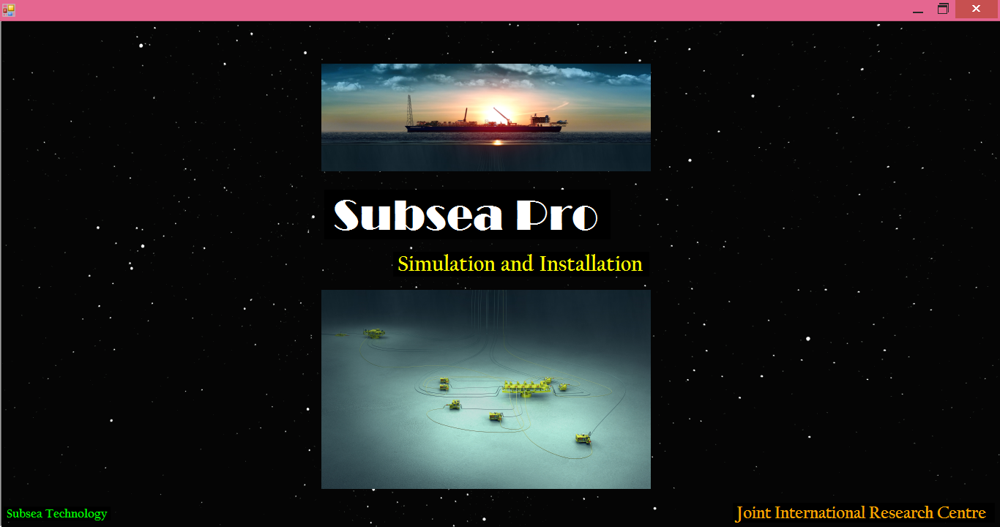 Subsea Pro
Simulation and Installation
Subsea Technology
Joint International Research Centre